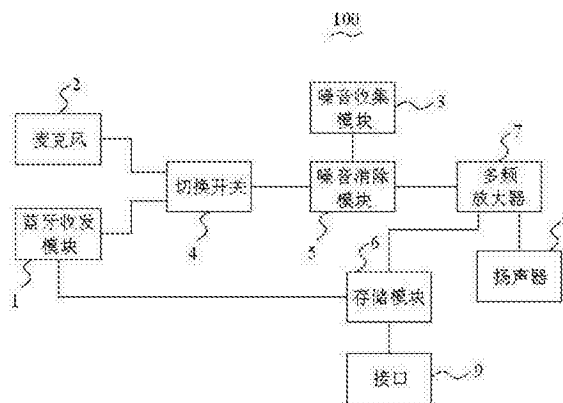 100
2
麦克风
噪音收集
模块
3
7
切换开关
4
噪音消除
模块
5
多频
放大器
蓝牙收发
模块
1
6
存储模块
扬声器
接口
9